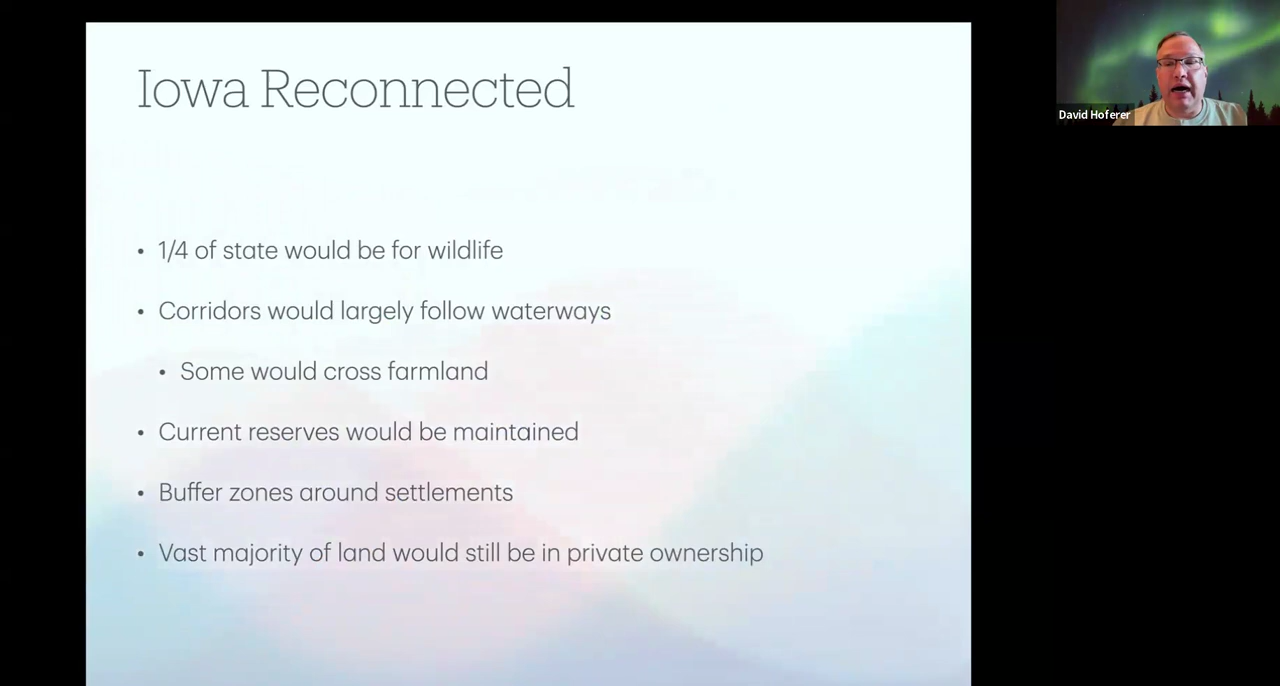 Iowa Reconnected
• 1/4 of state would be for wildlife
• Corridors would largely follow waterways
• Some would cross farmland
• Current reserves would be maintained
• Buffer zones around settlements
• Vast majority of land would still be in private ownership
David Hoferer